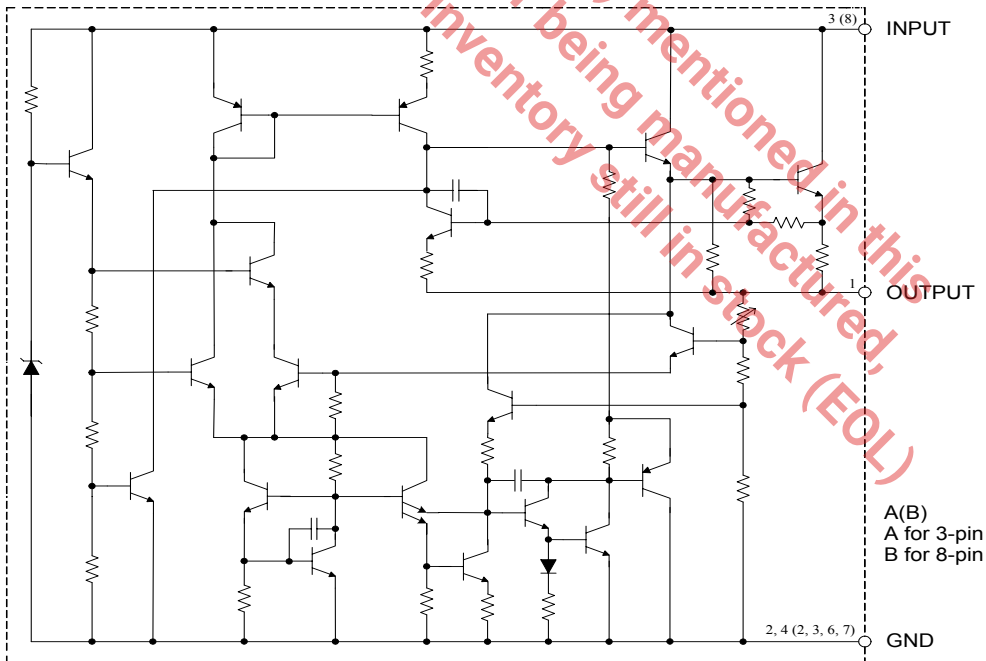 3 (8)
INPUT
mentioned in this
being manufactured,
inventory still in stock (EOL)
1
OUTPUT
A(B)
A for 3-pin
B for 8-pin
2, 4 (2, 3, 6, 7)
GND